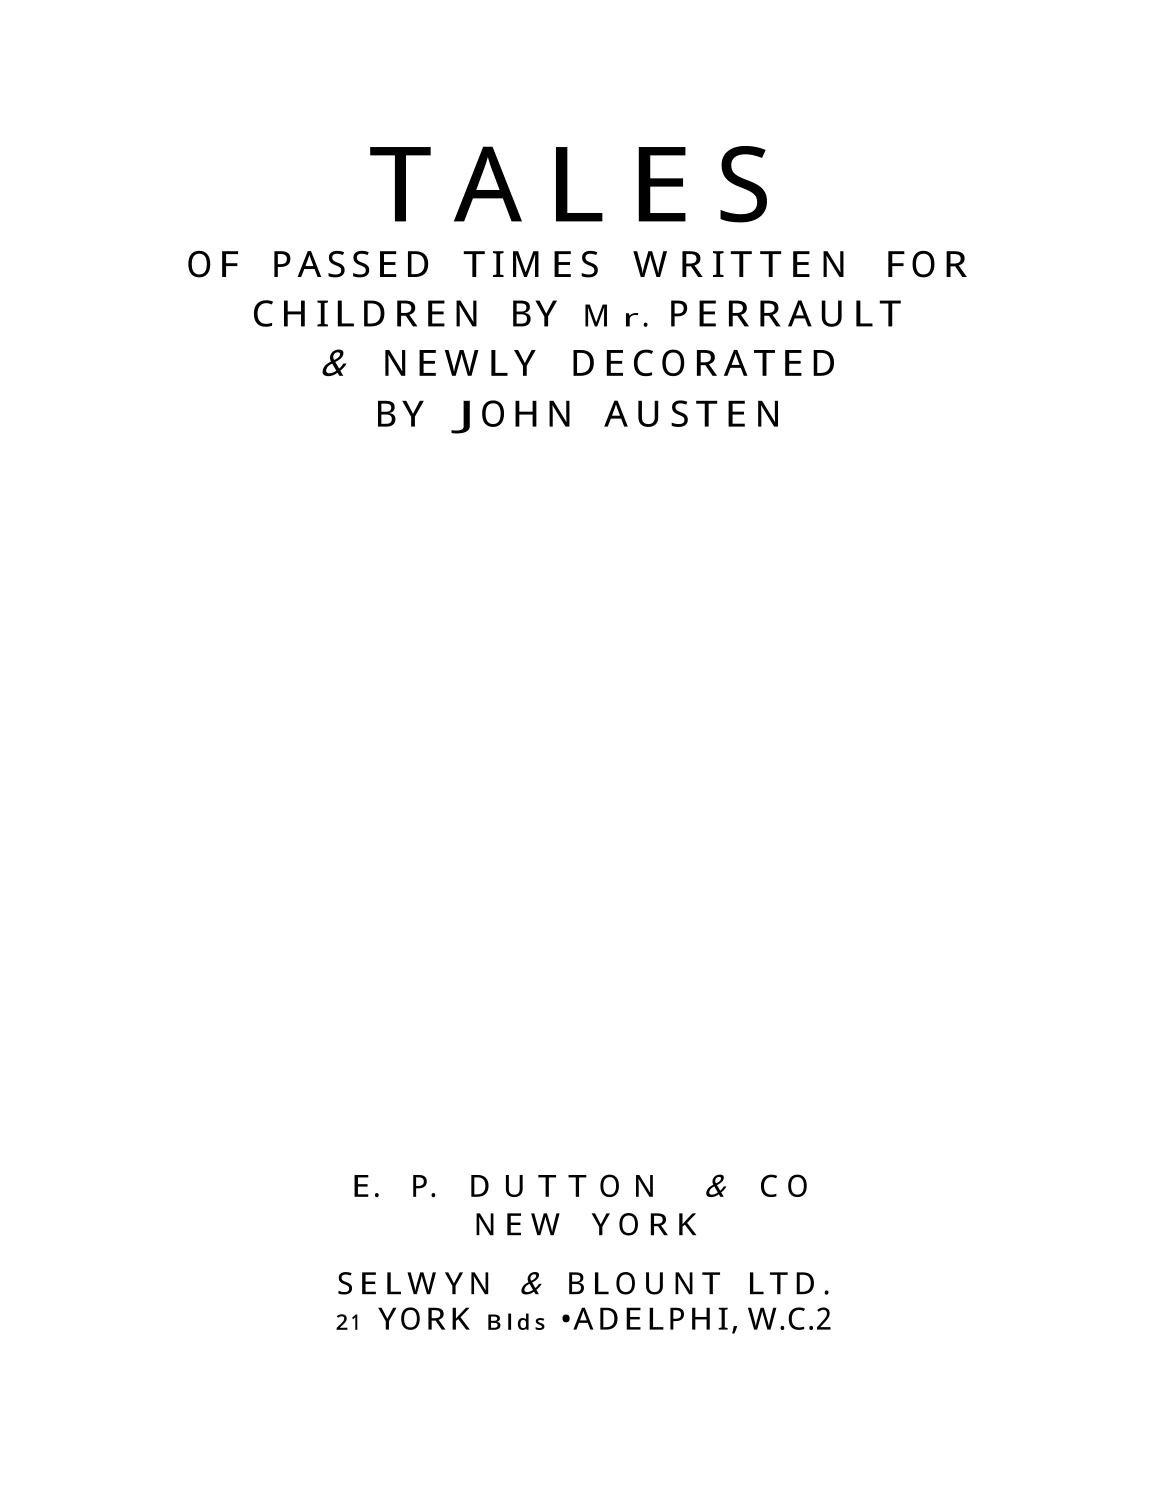 TALES
OF PASSED TIMES WRITTEN FOR
CHILDREN BY Mr. PERRAULT
& NEWLY DECORATED
BY JOHN AUSTEN
E. P. DUTTON & CO
NEW YORK
SELWYN & BLOUNT LTD.
21 YORK Blds •ADELPHI, W.C.2